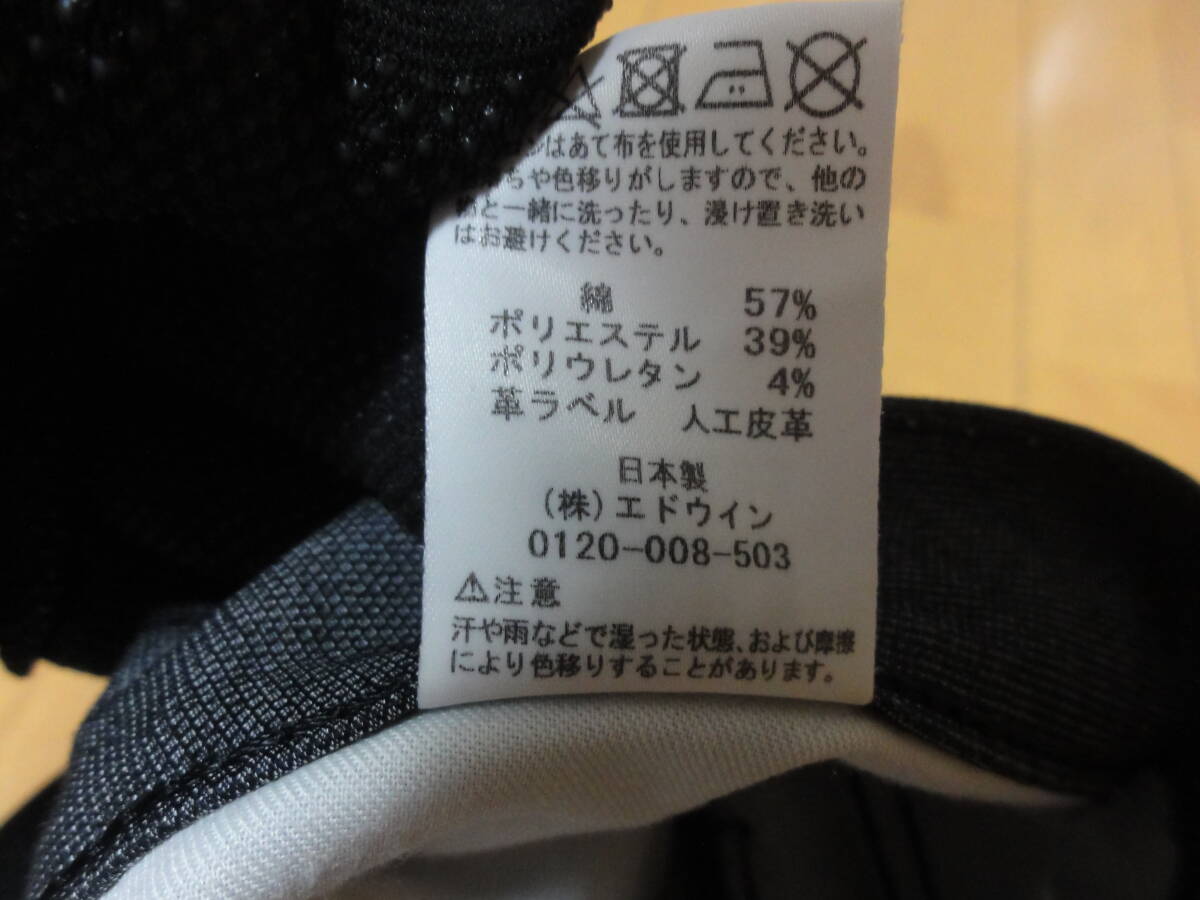 はあて布を使用してください。
ちや色移りがしますので、他の
と一緒に洗ったり、浸け置き洗い
はお避けください。
綿 57%
ポリエステル 39%
ポリウレタン 4%
革ラベル 人工皮革
日本製
(株)エドウイン
0120-008-503
⚠注意
汗や雨などで湿った状態、および摩擦
により色移りすることがあります。